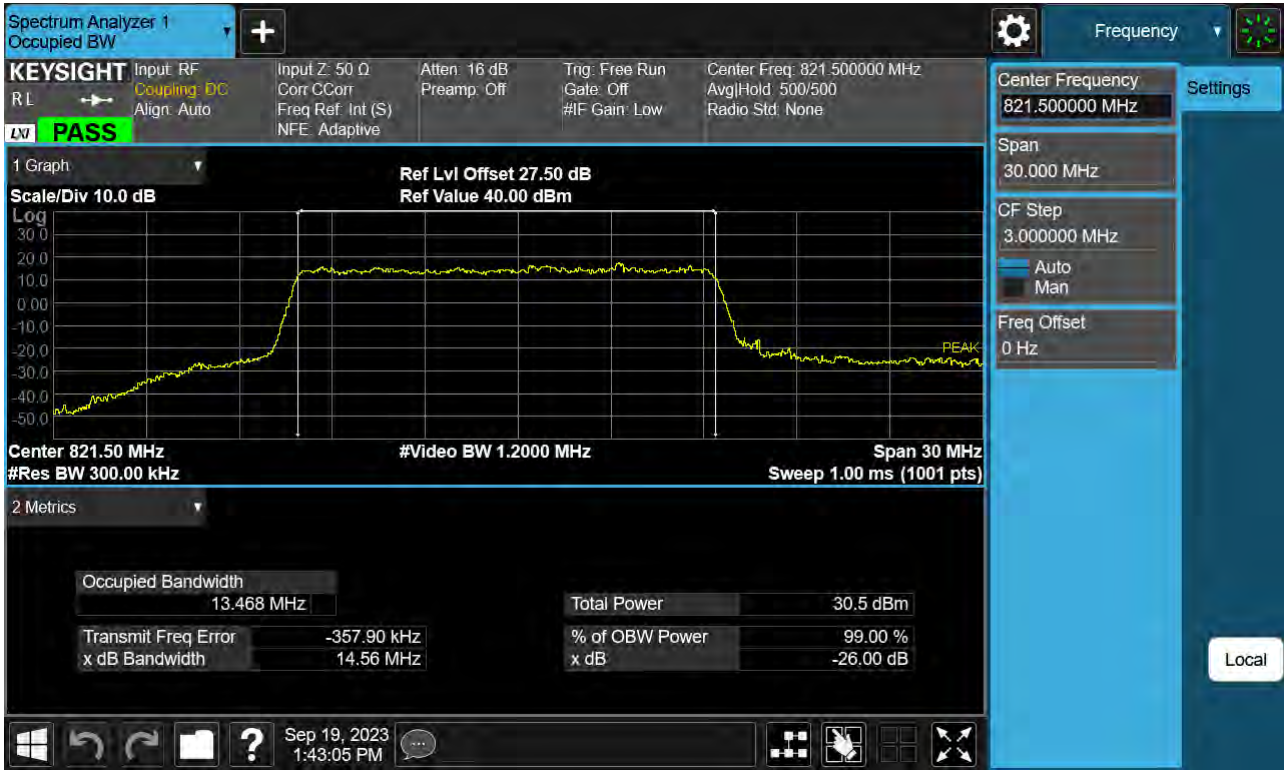 Spectrum Analyzer 1
Occupied BW
Frequency
KEYSIGHT
RL
LXI
PASS
Input: RF
Coupling: DC
Align: Auto
Input Z: 50 Ω
Corr CCorr
Freq Ref: Int (S)
NFE: Adaptive
Atten: 16 dB
Preamp: Off
Trig: Free Run
Gate: Off
#IF Gain: Low
Center Freq: 821.500000 MHz
Avg|Hold: 500/500
Radio Std: None
Center Frequency
821.500000 MHz
Settings
Span
30.000 MHz
CF Step
3.000000 MHz
Auto
Man
Freq Offset
0 Hz
Local
1 Graph
Scale/Div 10.0 dB
Ref Lvl Offset 27.50 dB
Ref Value 40.00 dBm
Log
30.0
20.0
10.0
0.00
-10.0
-20.0
-30.0
-40.0
-50.0
PEAK
Center 821.50 MHz
#Video BW 1.2000 MHz
Span 30 MHz
#Res BW 300.00 kHz
Sweep 1.00 ms (1001 pts)
2 Metrics
Occupied Bandwidth
13.468 MHz
Total Power 30.5 dBm
Transmit Freq Error -357.90 kHz
% of OBW Power 99.00 %
x dB Bandwidth 14.56 MHz
x dB -26.00 dB
?
Sep 19, 2023
1:43:05 PM